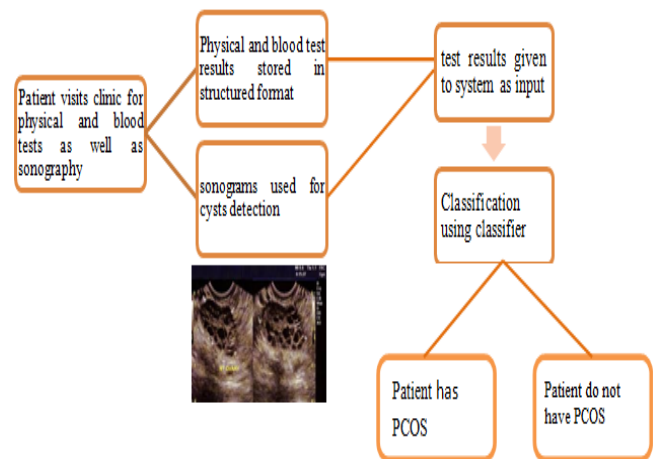 Patient visits clinic for
physical and blood
tests as well as
sonography
Physical and blood test
results stored in
structured format
sonograms used for
cysts detection
test results given
to system as input
Classification
using classifier
Patient has
PCOS
Patient do not
have PCOS